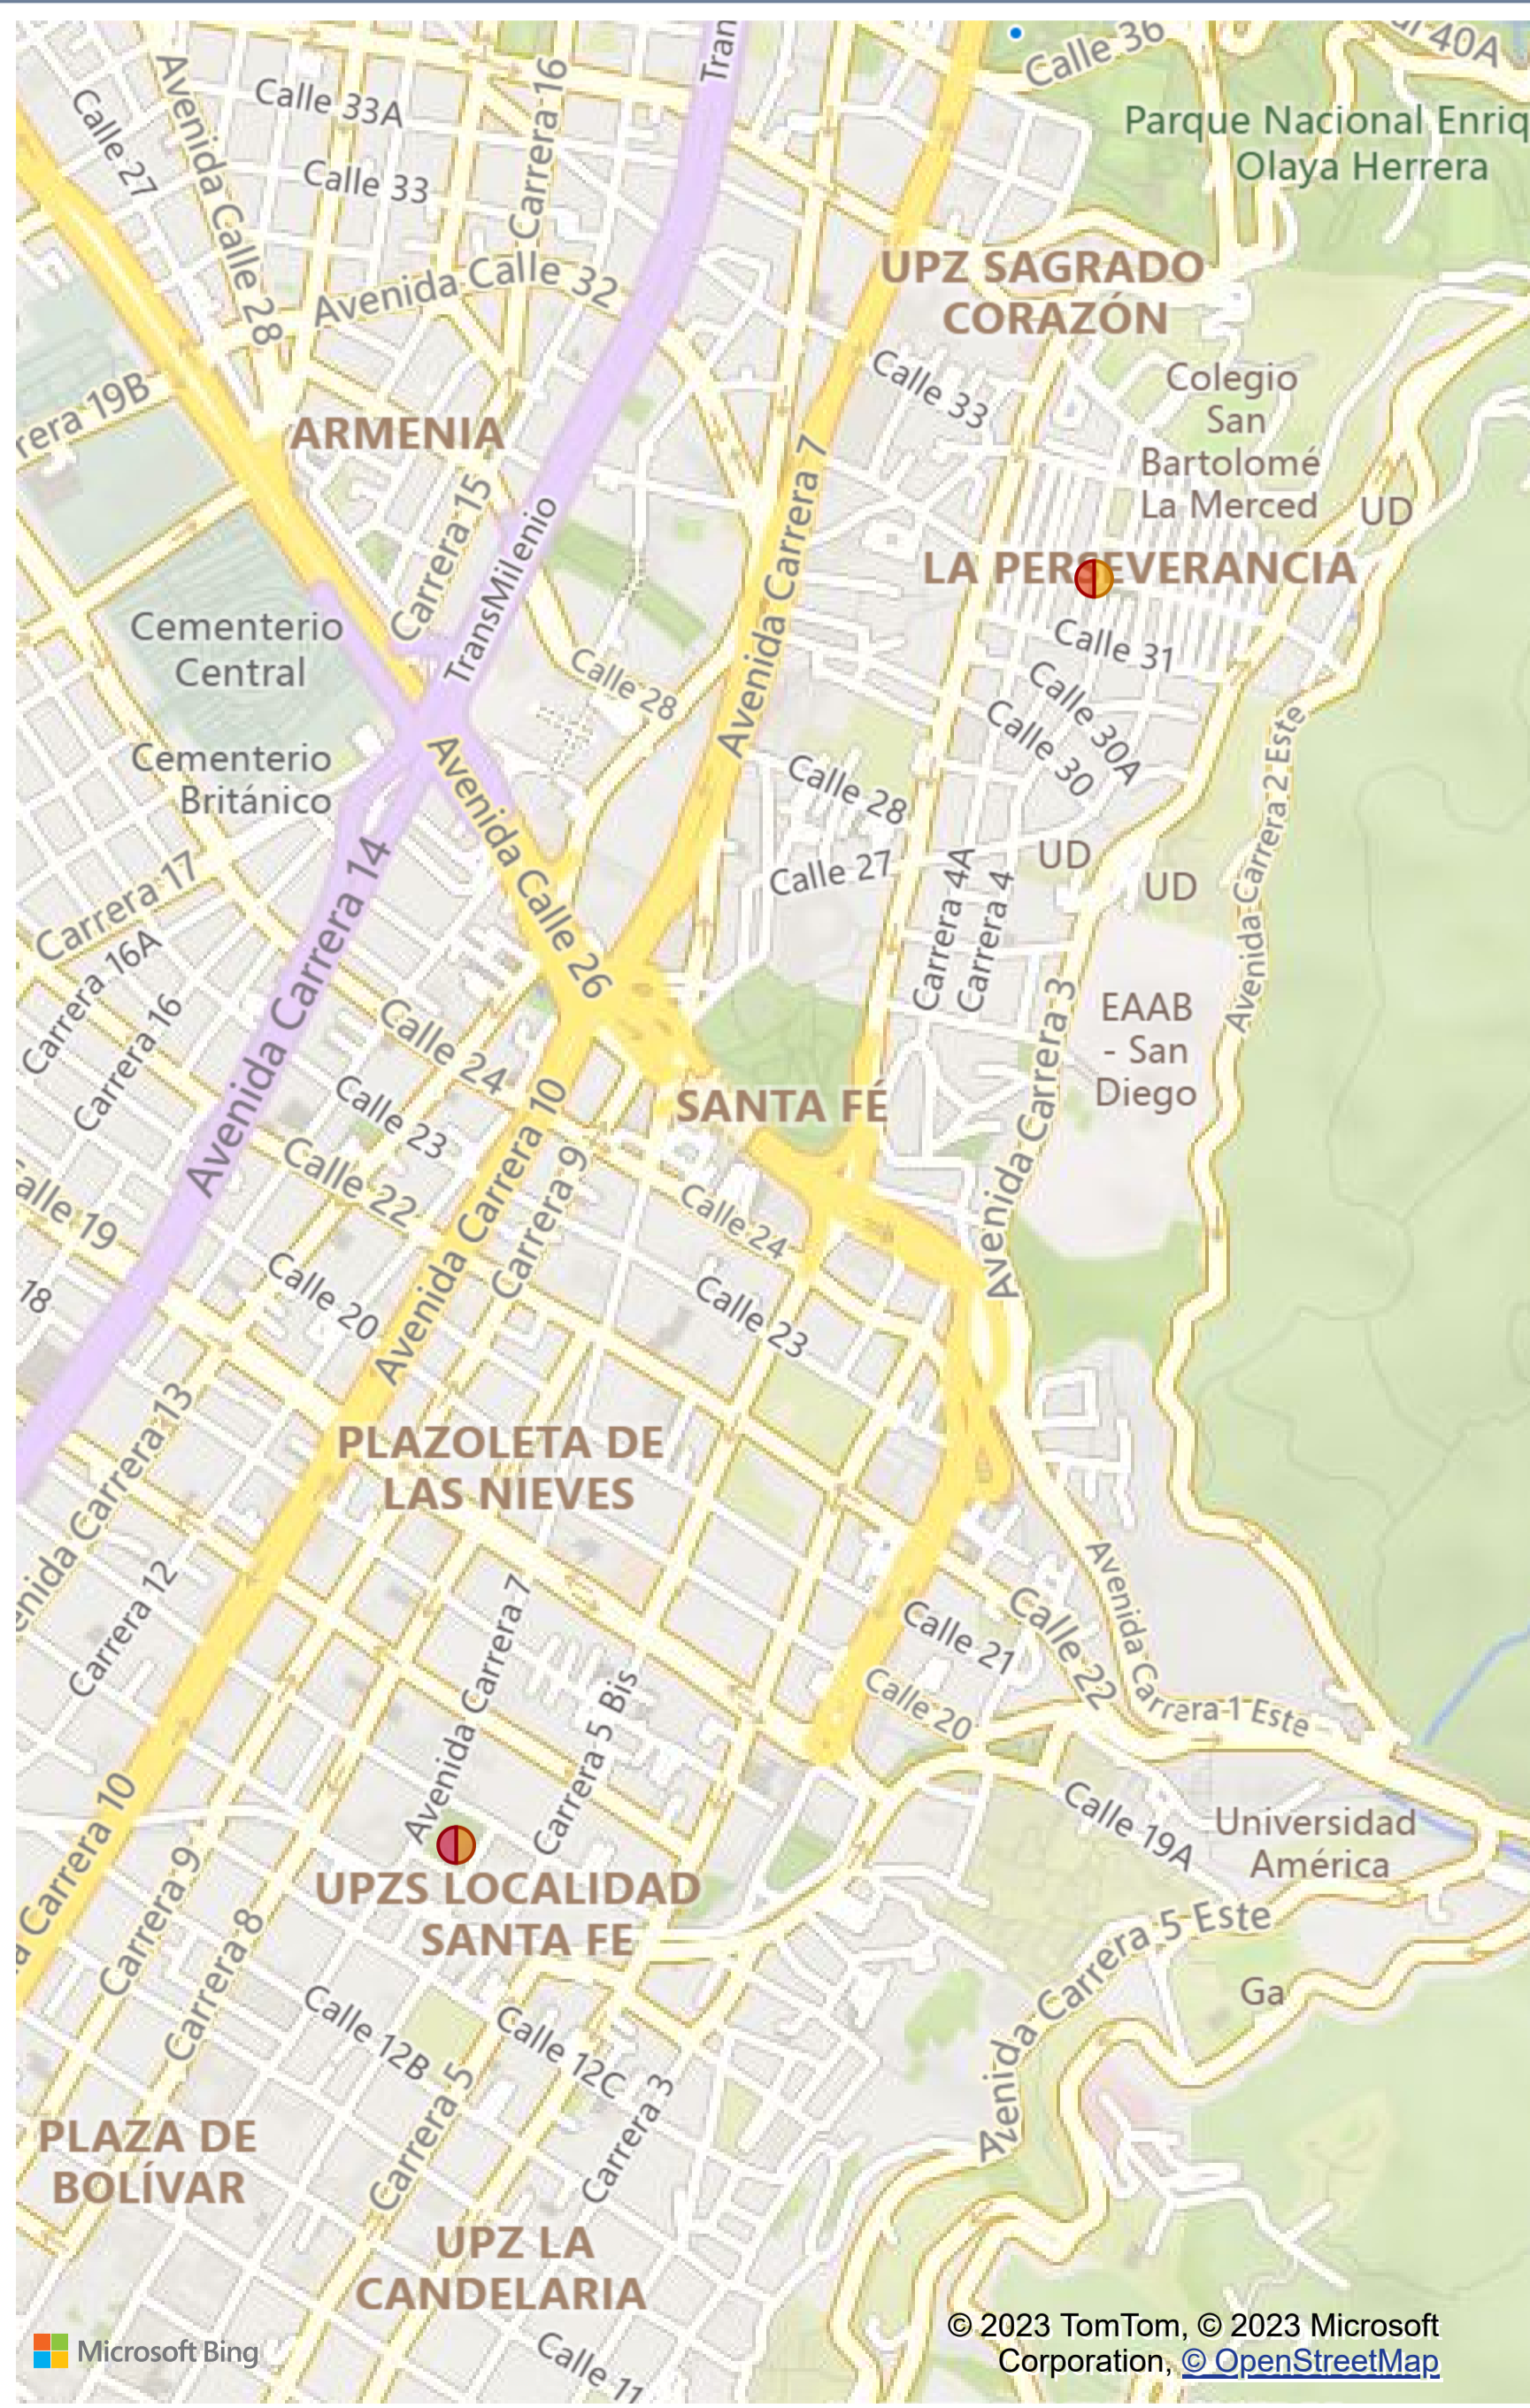 Tran
Calle 36
40A
Calle 33A
Carrera 16
Calle 27
Avenida Calle 28
Parque Nacional Enriq
Olaya Herrera
Calle 33
UPZ SAGRADO
CORAZÓN
Avenida Calle 32
Calle 33
Colegio
San
Bartolomé
La Merced
rera 19B
ARMENIA
Carrera 15
TransMilenio
Avenida Carrera 7
UD
LA PERSEVERANCIA
Cementerio
Central
Calle 31
Calle 28
Calle 30A
Calle 30
Cementerio
Británico
Calle 28
Avenida Carrera 2 Este
Avenida Calle 26
Calle 27
UD
UD
Carrera 17
Avenida Carrera 14
Carrera 4A
Carrera 4
Carrera 16A
Carrera 16
Calle 24
EAAB
- San
Diego
Avenida Carrera 3
Calle 23
SANTA FÉ
Avenida Carrera 10
Calle 22
Carrera 9
Calle 24
alle 19
Calle 20
Calle 23
18
PLAZOLETA DE
LAS NIEVES
enida Carrera 13
Carrera 12
Avenida Carrera 7
Calle 21
Calle 22
Avenida Carrera 1 Este
Carrera 5 Bis
Calle 20
a Carrera 10
Calle 19A
Universidad
América
UPZS LOCALIDAD
SANTA FE
Carrera 9
Carrera 8
Avenida Carrera 5 Este
Ga
Calle 12B
Calle 12C
Carrera 5
Carrera 3
PLAZA DE
BOLÍVAR
UPZ LA
CANDELARIA
Calle 11
Microsoft Bing
© 2023 TomTom, © 2023 Microsoft
Corporation, © OpenStreetMap